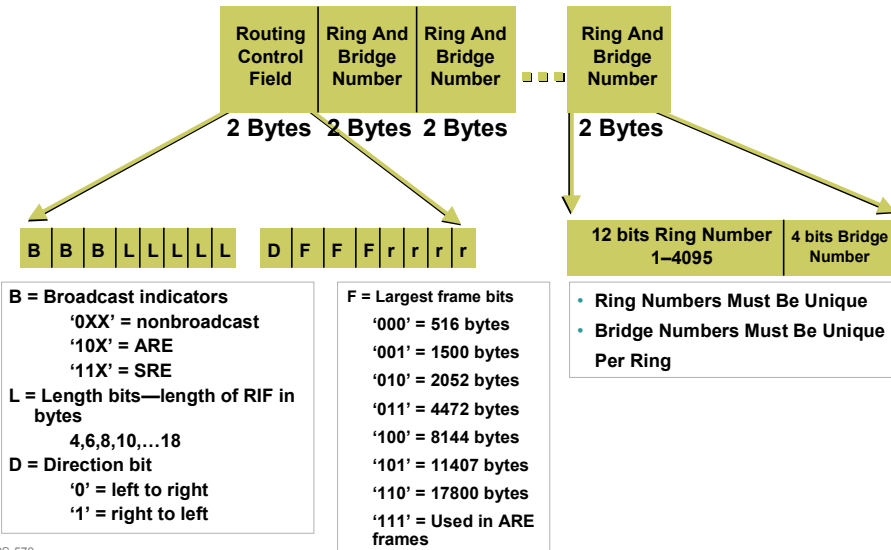 Routing
Control
Field
Ring And
Bridge
Number
Ring And
Bridge
Number
Ring And
Bridge
Number
2 Bytes
2 Bytes
2 Bytes
2 Bytes
B B B L L L L L
D F F F r r r r
12 bits Ring Number
1–4095
4 bits Bridge
Number
B = Broadcast indicators
‘0XX’ = nonbroadcast
‘10X’ = ARE
‘11X’ = SRE
L = Length bits—length of RIF in
bytes
4,6,8,10,…18
D = Direction bit
‘0’ = left to right
‘1’ = right to left
F = Largest frame bits
‘000’ = 516 bytes
‘001’ = 1500 bytes
‘010’ = 2052 bytes
‘011’ = 4472 bytes
‘100’ = 8144 bytes
‘101’ = 11407 bytes
‘110’ = 17800 bytes
‘111’ = Used in ARE
frames
• Ring Numbers Must Be Unique
• Bridge Numbers Must Be Unique
Per Ring